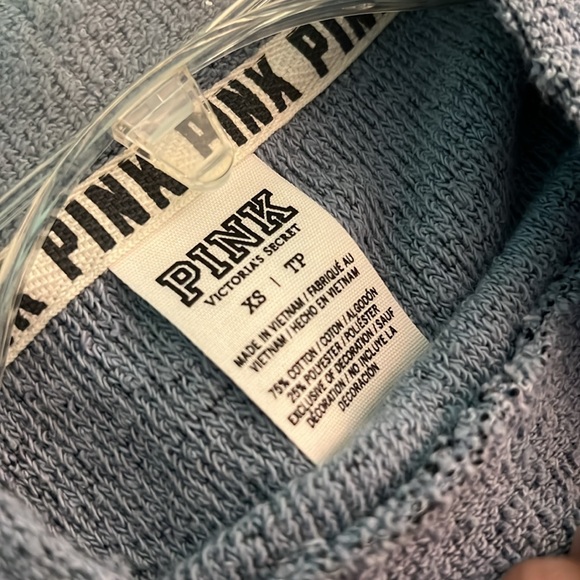 PINK PINK PIN
PINK
VICTORIA'S SECRET
XS | TP
MADE IN VIETNAM / FABRIQUÉ AU
VIETNAM / HECHO EN VIETNAM
75% COTTON / COTON / ALGODÓN
25% POLYESTER / POLIÉSTER
EXCLUSIVE OF DECORATION / SAUF
DÉCORATION / NO INCLUYE LA
DECORACIÓN